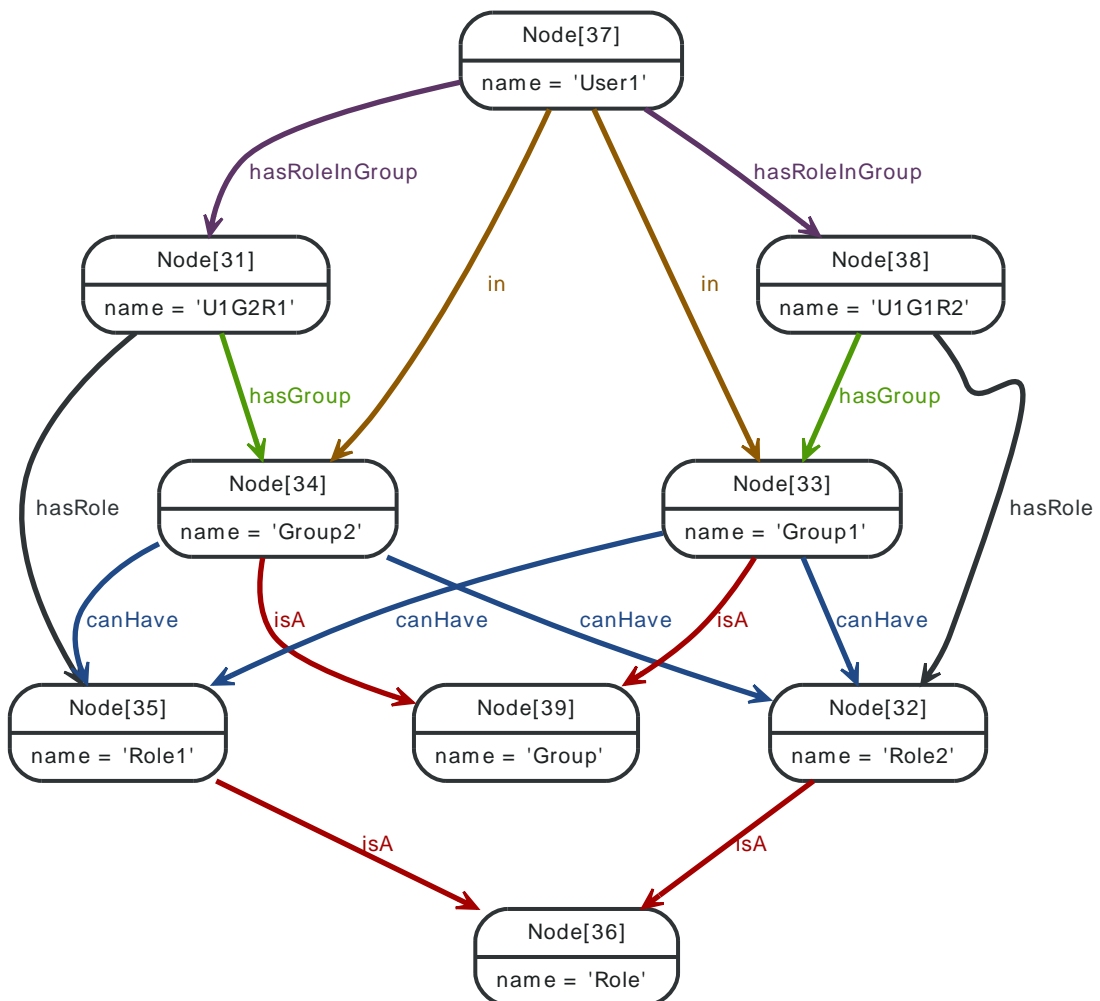 Node[37]
name = 'User1'
hasRoleInGroup
hasRoleInGroup
Node[31]
name = 'U1G2R1'
in
in
Node[38]
name = 'U1G1R2'
hasGroup
hasGroup
hasRole
Node[34]
name = 'Group2'
Node[33]
name = 'Group1'
hasRole
canHave
isA
canHave
canHave
isA
canHave
Node[35]
name = 'Role1'
Node[39]
name = 'Group'
Node[32]
name = 'Role2'
isA
isA
Node[36]
name = 'Role'